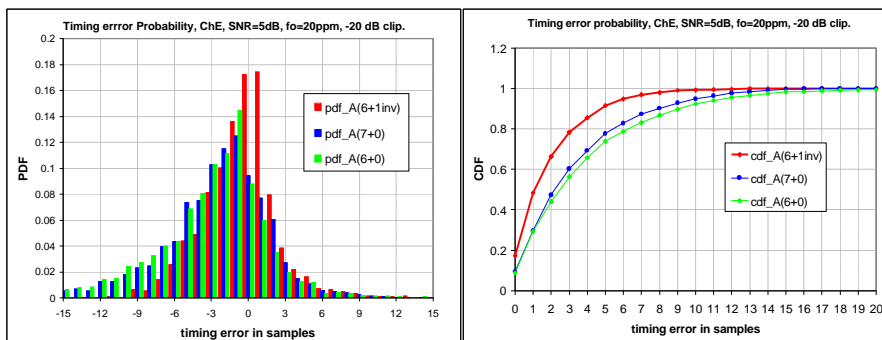 Timing errror Probability, ChE, SNR=5dB, fo=20ppm, -20 dB clip.
PDF
0.2
0.18
0.16
0.14
0.12
0.1
0.08
0.06
0.04
0.02
0
pdf_A(6+1inv)
pdf_A(7+0)
pdf_A(6+0)
-15 -12 -9 -6 -3 0 3 6 9 12 15
timing error in samples
Timing error probability, ChE, SNR=5dB, fo=20ppm, -20 dB clip.
CDF
1.2
1
0.8
0.6
0.4
0.2
0
cdf_A(6+1inv)
cdf_A(7+0)
cdf_A(6+0)
0 1 2 3 4 5 6 7 8 9 10 11 12 13 14 15 16 17 18 19 20
timing error in samples